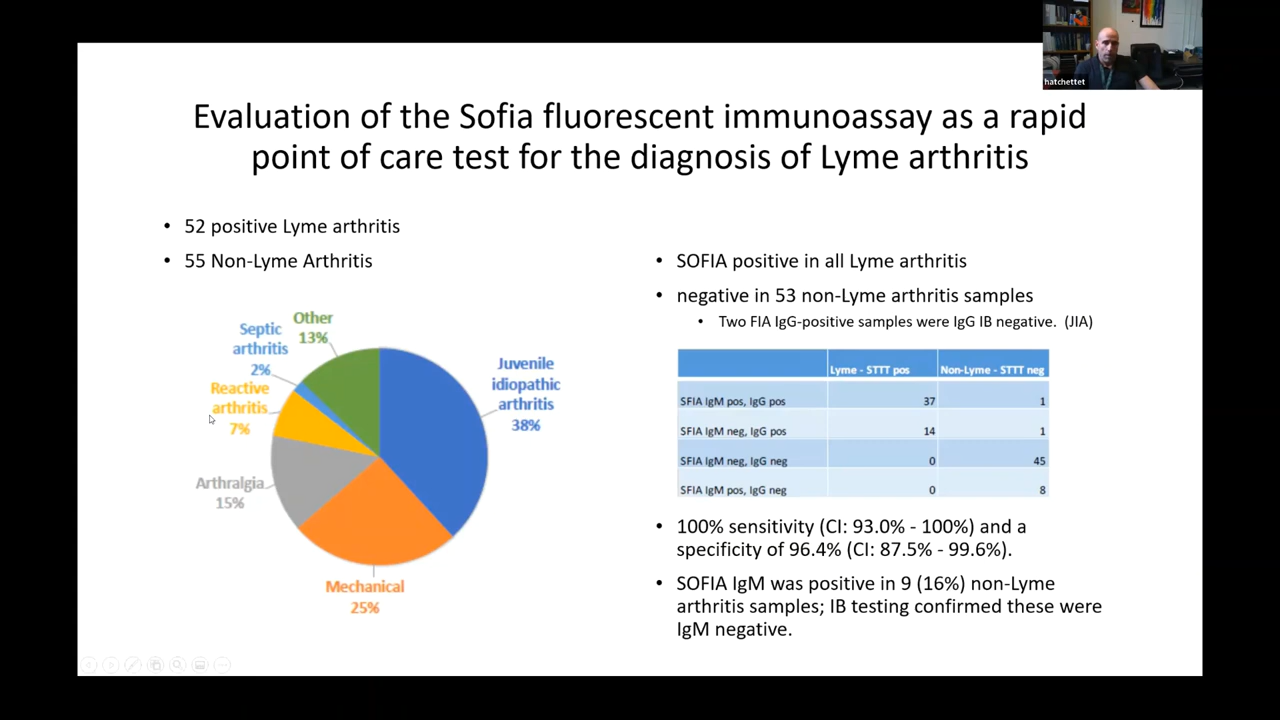 hatchettet
Evaluation of the Sofia fluorescent immunoassay as a rapid
point of care test for the diagnosis of Lyme arthritis
• 52 positive Lyme arthritis
• 55 Non-Lyme Arthritis
Other
13%
Septic
arthritis
2%
Reactive
arthritis
7%
Arthralgia
15%
Mechanical
25%
Juvenile
idiopathic
arthritis
38%
• SOFIA positive in all Lyme arthritis
• negative in 53 non-Lyme arthritis samples
• Two FIA IgG-positive samples were IgG IB negative. (JIA)
Lyme - STTT pos Non-Lyme - STTT neg
SFIA IgM pos, IgG pos 37 1
SFIA IgM neg, IgG pos 14 1
SFIA IgM neg, IgG neg 0 45
SFIA IgM pos, IgG neg 0 8
• 100% sensitivity (CI: 93.0% - 100%) and a
specificity of 96.4% (CI: 87.5% - 99.6%).
• SOFIA IgM was positive in 9 (16%) non-Lyme
arthritis samples; IB testing confirmed these were
IgM negative.